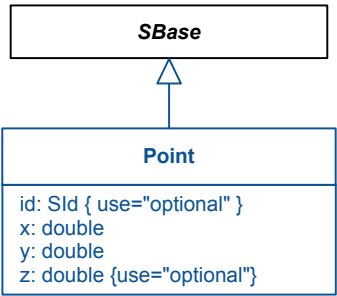 SBase
Point
id: SId { use="optional" }
x: double
y: double
z: double {use="optional"}